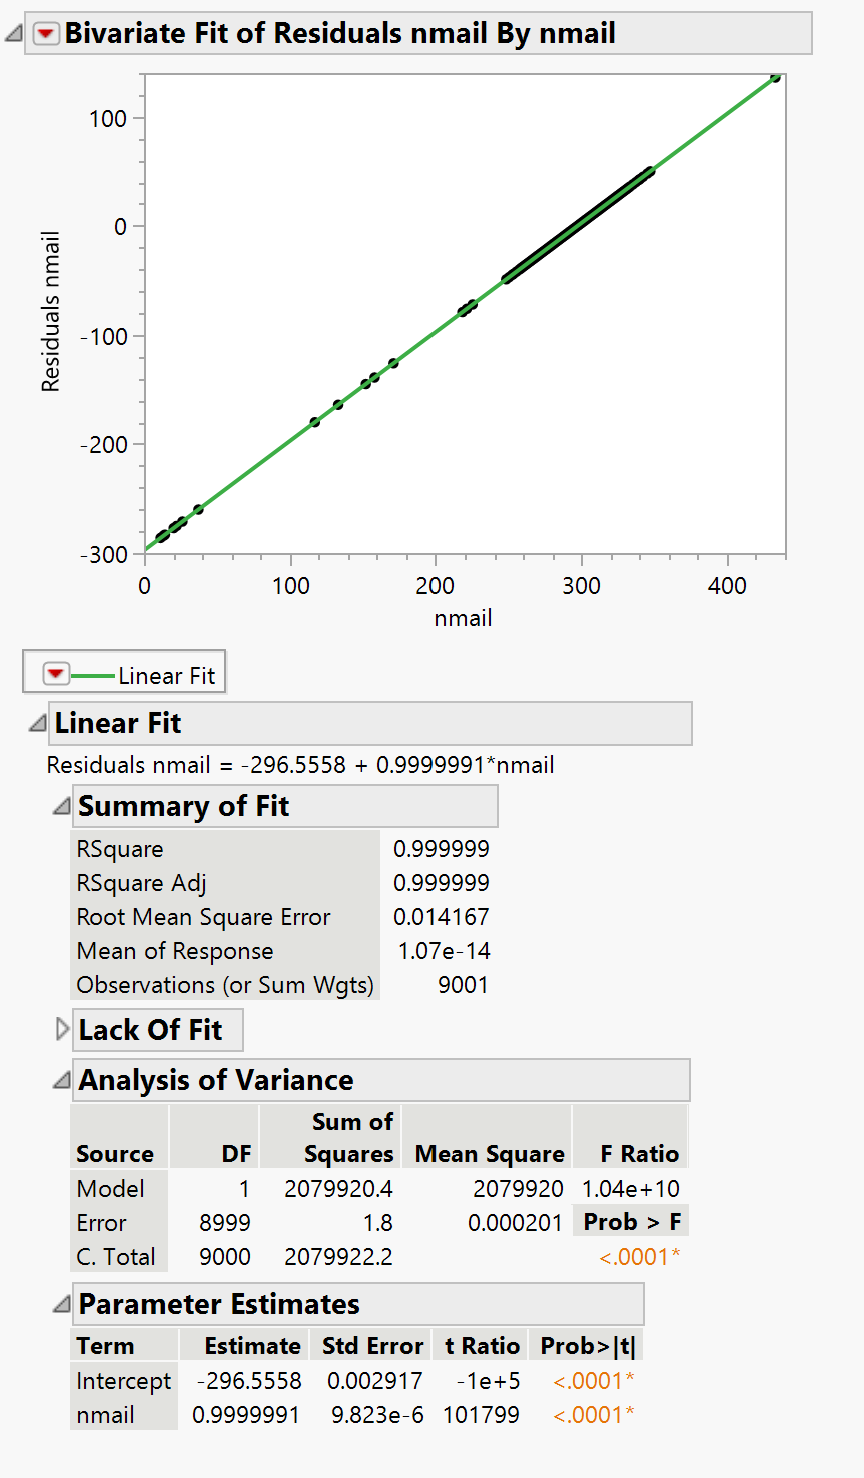 Bivariate Fit of Residuals nmail By nmail
100
0
-100
-200
-300
Residuals nmail
0 100 200 300 400
nmail
Linear Fit
Linear Fit
Residuals nmail = -296.5558 + 0.9999991*nmail
Summary of Fit
RSquare 0.999999
RSquare Adj 0.999999
Root Mean Square Error 0.014167
Mean of Response 1.07e-14
Observations (or Sum Wgts) 9001
Lack Of Fit
Analysis of Variance
Sum of
Source DF Squares Mean Square F Ratio
Model 1 2079920.4 2079920 1.04e+10
Error 8999 1.8 0.000201 Prob > F
C. Total 9000 2079922.2 <.0001*
Parameter Estimates
Term Estimate Std Error t Ratio Prob>|t|
Intercept -296.5558 0.002917 -1e+5 <.0001*
nmail 0.9999991 9.823e-6 101799 <.0001*